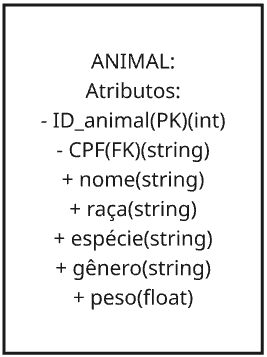 ANIMAL:
Atributos:
- ID_animal(PK)(int)
- CPF(FK)(string)
+ nome(string)
+ raça(string)
+ espécie(string)
+ gênero(string)
+ peso(float)